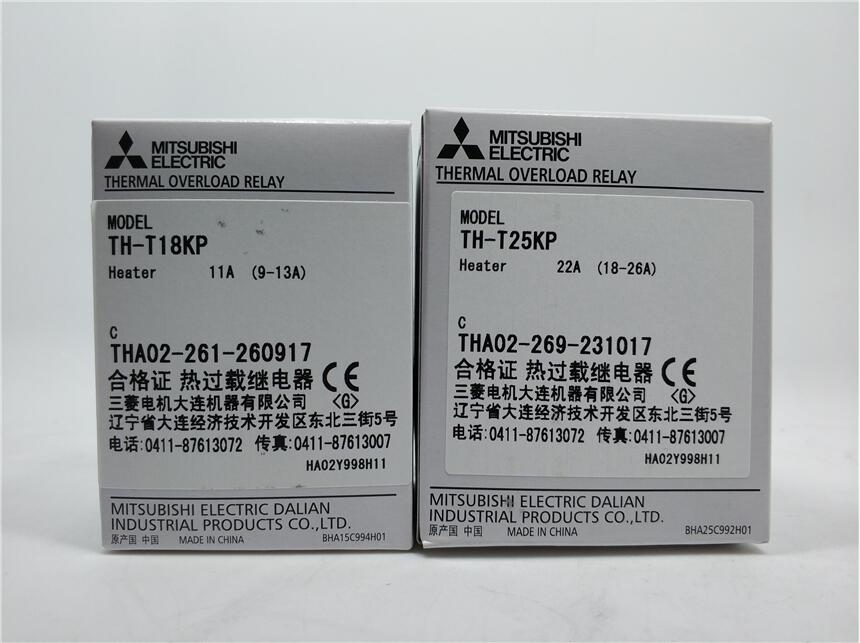 MITSUBISHI
ELECTRIC
THERMAL OVERLOAD RELAY
MODEL
TH-T18KP
Heater 11A (9-13A)
C
THA02-261-260917
合格证 热过载继电器 CE
三菱电机大连机器有限公司 <G>
辽宁省大连经济技术开发区东北三街5号
电话:0411-87613072 传真:0411-87613007
HA02Y998H11
MITSUBISHI ELECTRIC DALIAN
INDUSTRIAL PRODUCTS CO.,LTD.
原产国 中国 MADE IN CHINA BHA15C994H01
MITSUBISHI
ELECTRIC
THERMAL OVERLOAD RELAY
MODEL
TH-T25KP
Heater 22A (18-26A)
C
THA02-269-231017
合格证 热过载继电器 CE
三菱电机大连机器有限公司 <G>
辽宁省大连经济技术开发区东北三街5号
电话:0411-87613072 传真:0411-87613007
HA02Y998H11
MITSUBISHI ELECTRIC DALIAN
INDUSTRIAL PRODUCTS CO.,LTD.
原产国 中国 MADE IN CHINA BHA25C992H01